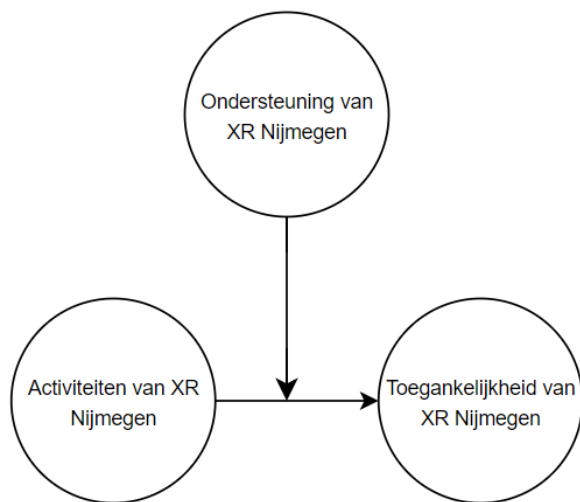 Ondersteuning van
XR Nijmegen
Activiteiten van XR
Nijmegen
Toegankelijkheid van
XR Nijmegen